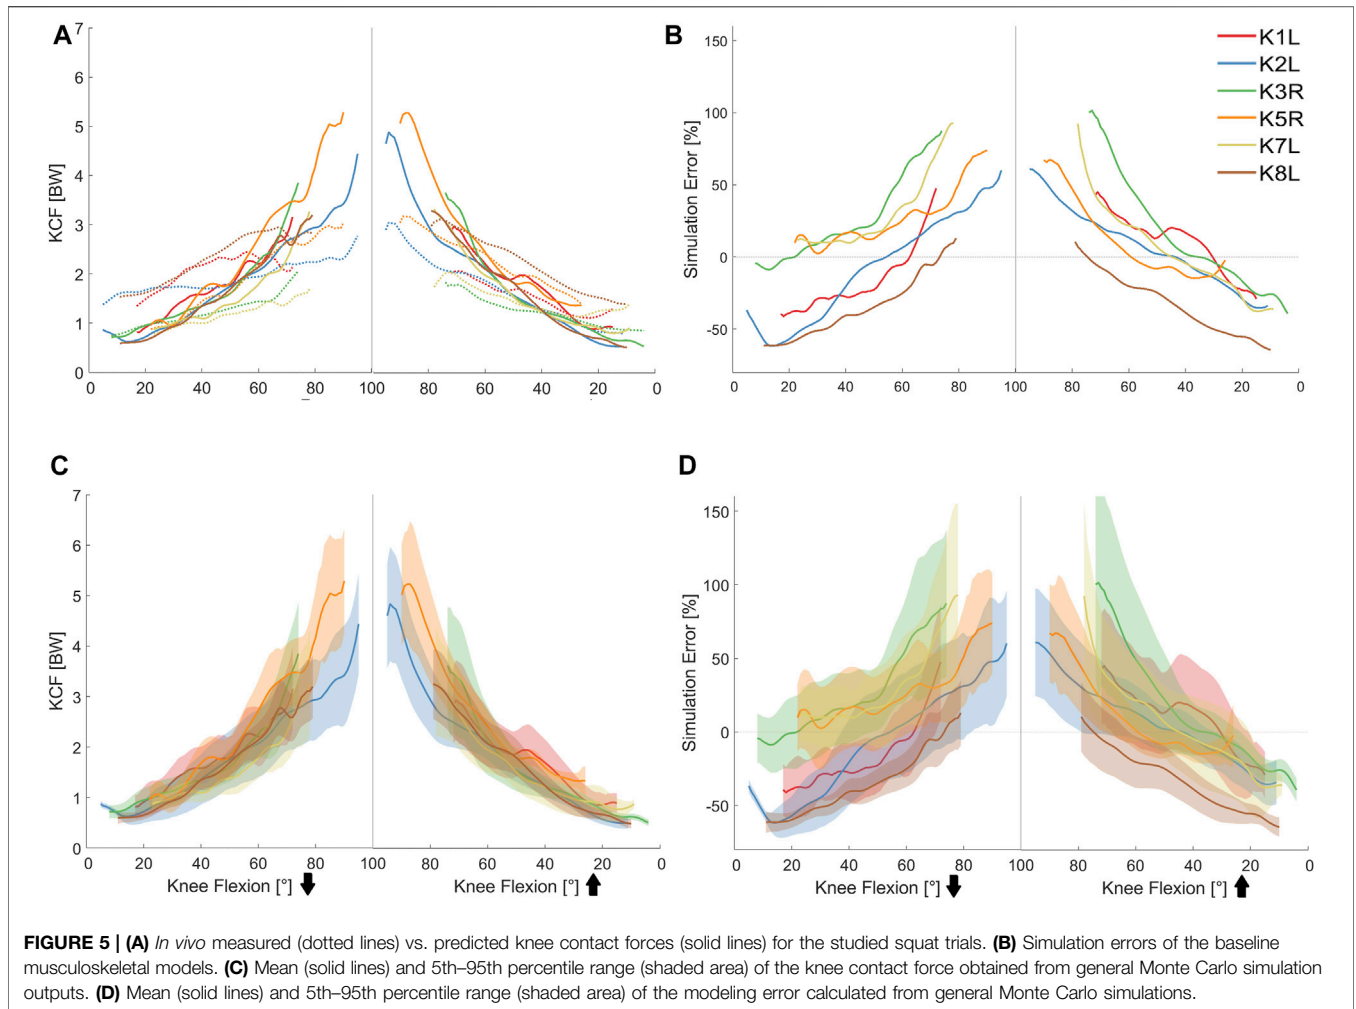 A
B
7
6
5
4
3
2
1
0
KCF [BW]
0 20 40 60 80 100 80 60 40 20 0
150
100
50
0
-50
Simulation Error [%]
0 20 40 60 80 100 80 60 40 20 0
K1L
K2L
K3R
K5R
K7L
K8L
C
D
7
6
5
4
3
2
1
0
KCF [BW]
0 20 40 60 80 100 80 60 40 20 0
Knee Flexion [°]
Knee Flexion [°]
150
100
50
0
-50
Simulation Error [%]
0 20 40 60 80 100 80 60 40 20 0
Knee Flexion [°]
Knee Flexion [°]
FIGURE 5 | (A) In vivo measured (dotted lines) vs. predicted knee contact forces (solid lines) for the studied squat trials. (B) Simulation errors of the baseline
musculoskeletal models. (C) Mean (solid lines) and 5th–95th percentile range (shaded area) of the knee contact force obtained from general Monte Carlo simulation
outputs. (D) Mean (solid lines) and 5th–95th percentile range (shaded area) of the modeling error calculated from general Monte Carlo simulations.